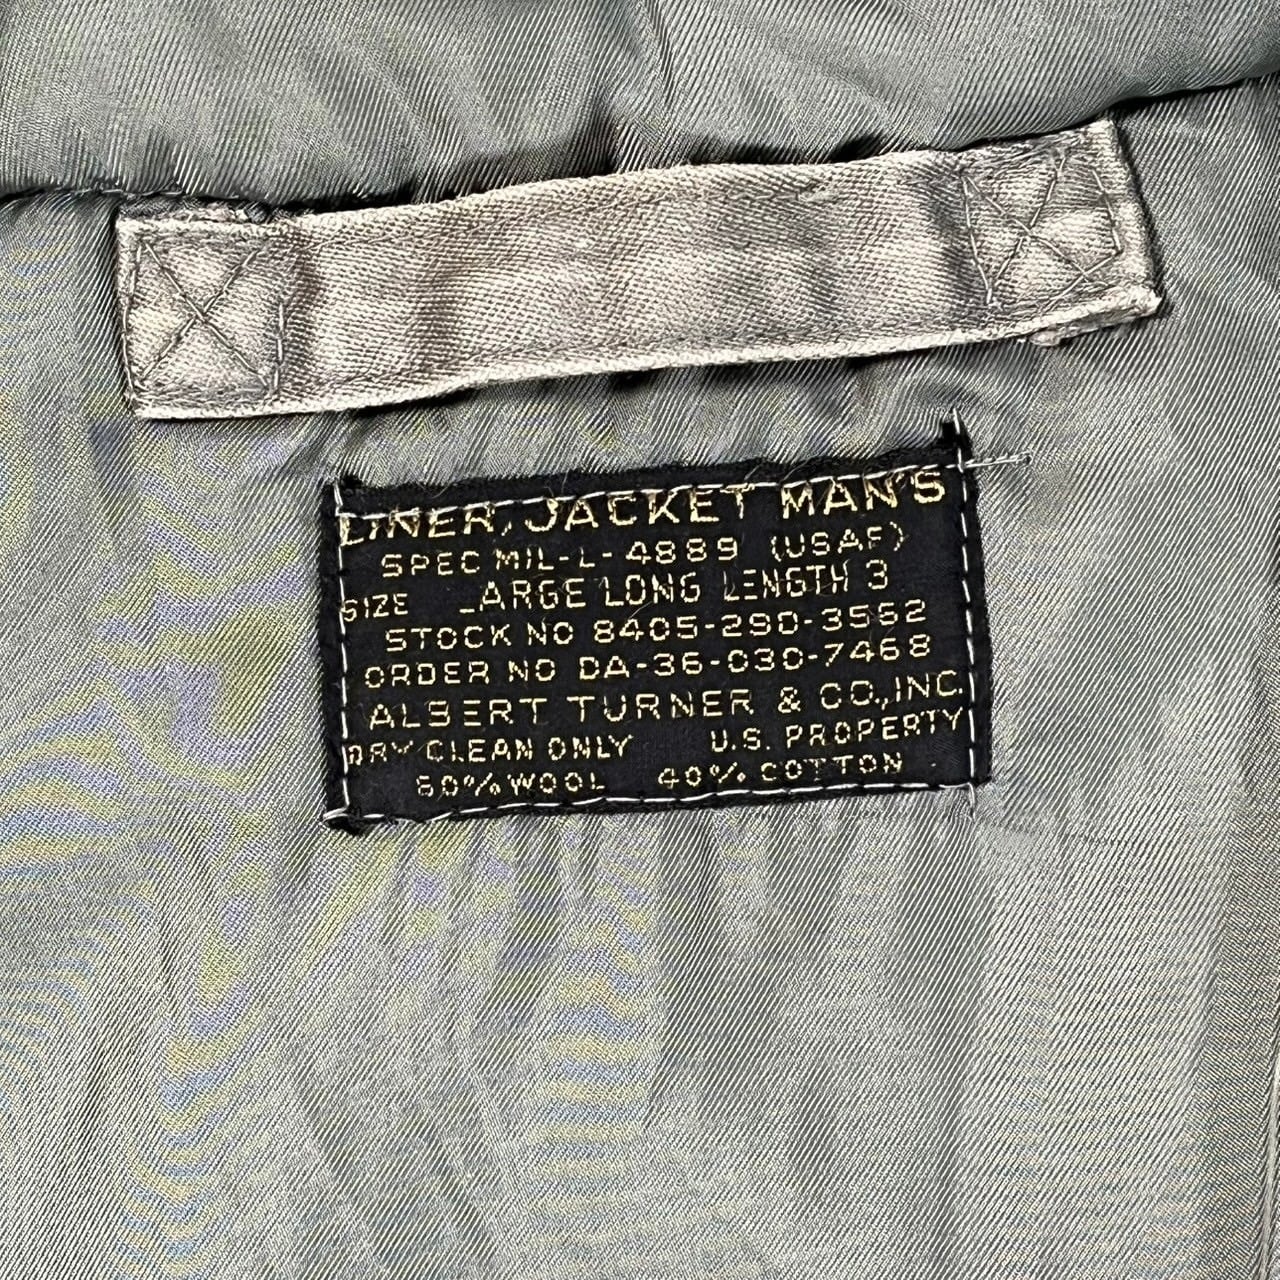 LINER, JACKET MAN'S
SPEC MIL-L-4889 (USAF)
SIZE LARGE LONG LENGTH 3
STOCK NO 8405-290-3562
ORDER NO DA-36-030-7468
ALBERT TURNER & CO., INC.
DRY CLEAN ONLY U.S. PROPERTY
60% WOOL 40% COTTON